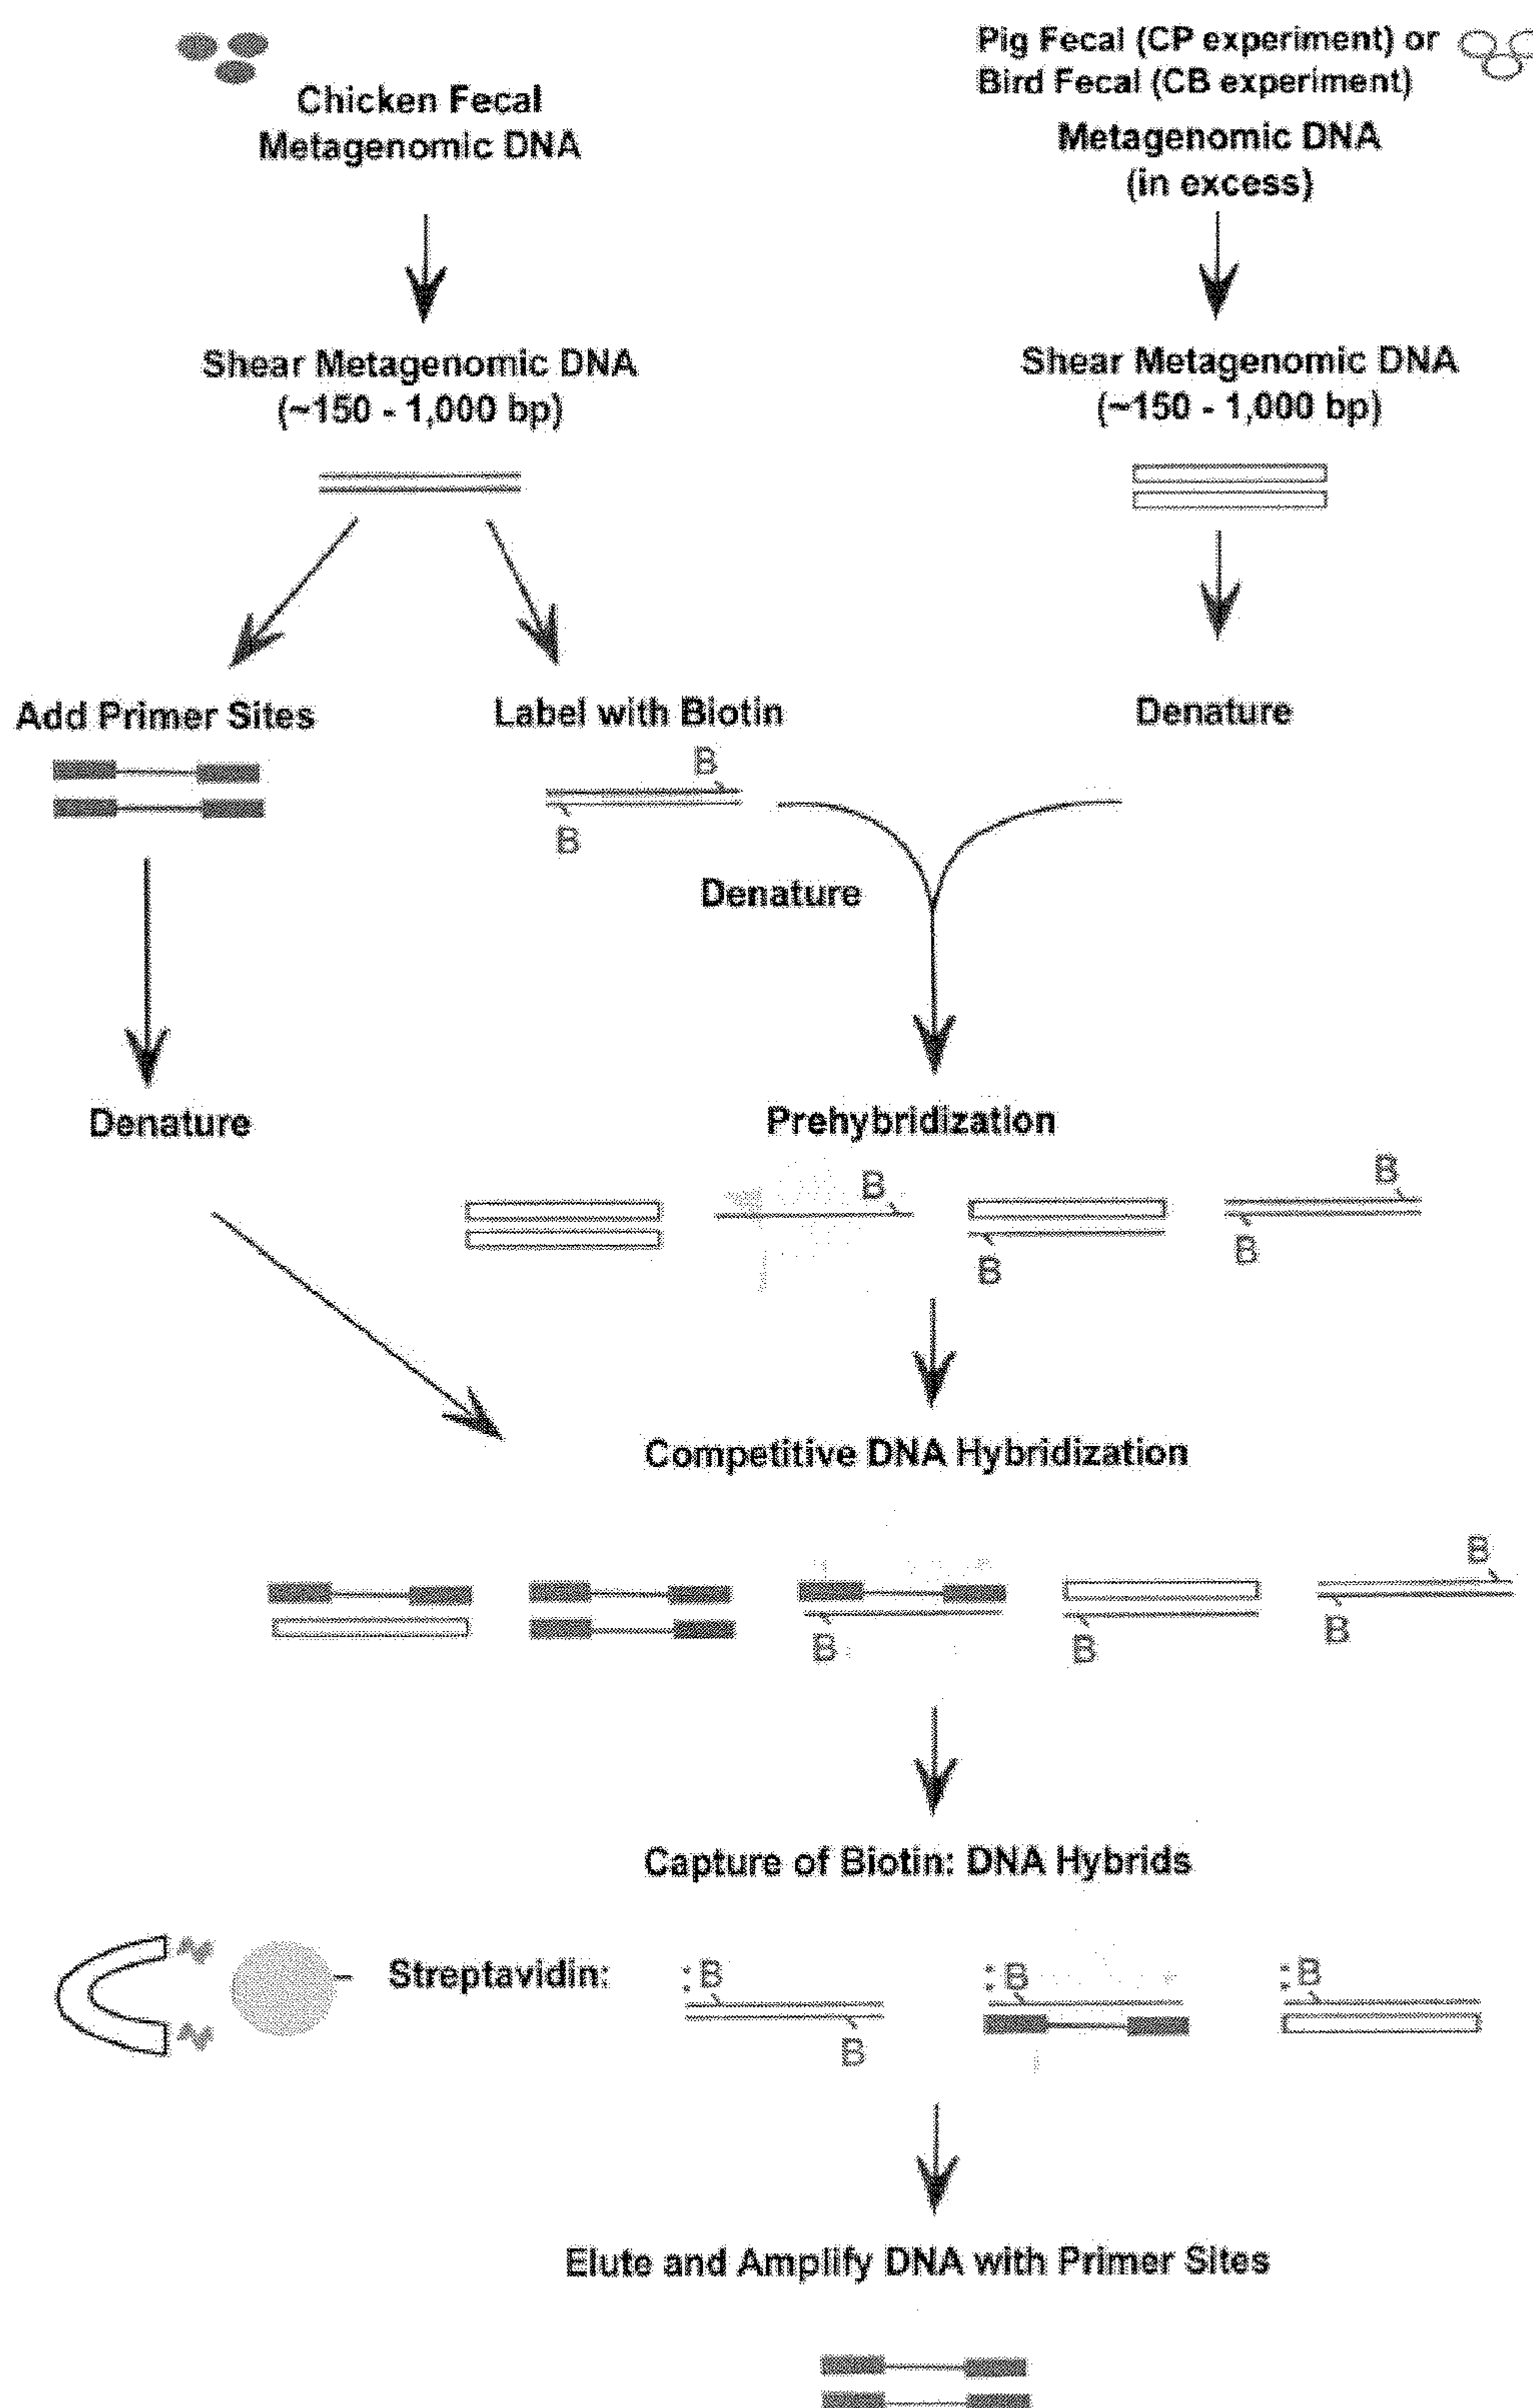 Chicken Fecal
Metagenomic DNA
Pig Fecal (CP experiment) or
Bird Fecal (CB experiment)
Metagenomic DNA
(in excess)
Shear Metagenomic DNA
(~150 - 1,000 bp)
Shear Metagenomic DNA
(~150 - 1,000 bp)
Add Primer Sites
Label with Biotin
Denature
B
B
Denature
Denature
Prehybridization
B
B
B
B
Competitive DNA Hybridization
B
B
B
B
Capture of Biotin: DNA Hybrids
Streptavidin:
:B
:B
:B
B
Elute and Amplify DNA with Primer Sites